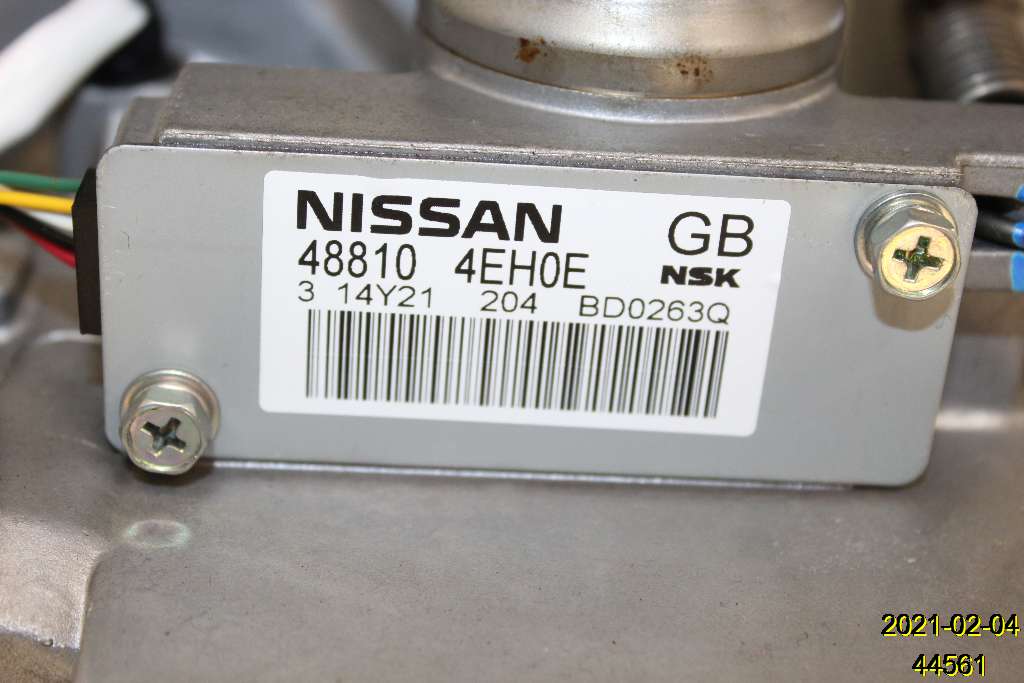 NISSAN GB
48810 4EH0E NSK
3 14Y21 204 BD0263Q
2021-02-04
44561